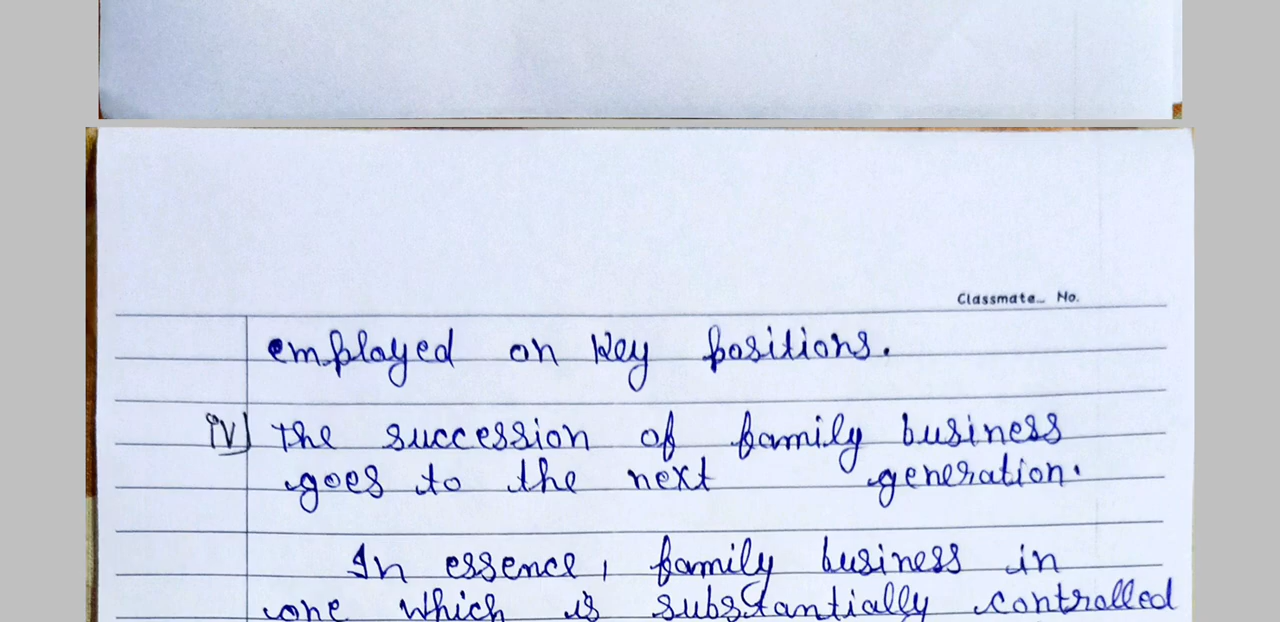 Classmate No.
employed on key positions.
iv) The succession of family business
goes to the next generation.
In essence, family business in
one which is substantially controlled